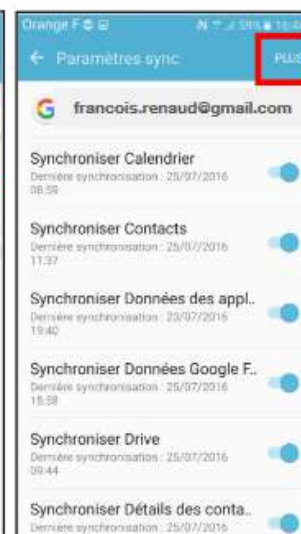 Orange F
Paramètres sync PLUS
francois.renaud@gmail.com
Synchroniser Calendrier
Dernière synchronisation : 25/07/2016
08:59
Synchroniser Contacts
Dernière synchronisation : 25/07/2016
11:37
Synchroniser Données des appl..
Dernière synchronisation : 23/07/2016
19:40
Synchroniser Données Google F..
Dernière synchronisation : 25/07/2016
Synchroniser Drive
Dernière synchronisation : 25/07/2016
09:44
Synchroniser Détails des conta..
Dernière synchronisation : 25/07/2016